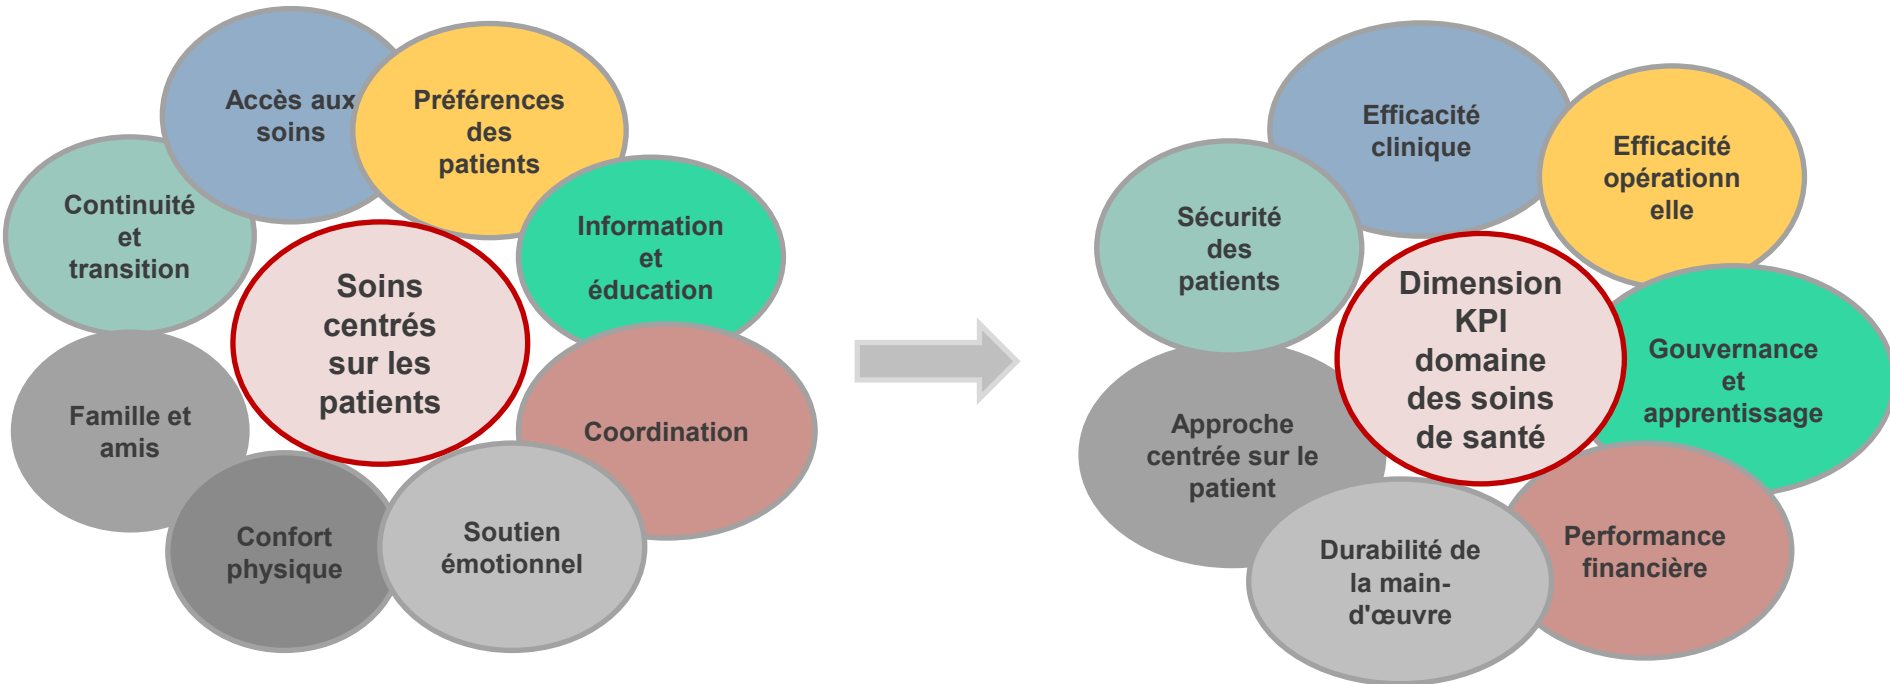 Accès aux
soins
Préférences
des
patients
Continuité
et
transition
Information
et
éducation
Soins
centrés
sur les
patients
Famille et
amis
Coordination
Confort
physique
Soutien
émotionnel
Efficacité
clinique
Efficacité
opérationn
elle
Sécurité
des
patients
Dimension
KPI
domaine
des soins
de santé
Gouvernance
et
apprentissage
Approche
centrée sur le
patient
Durabilité de
la main-
d'œuvre
Performance
financière